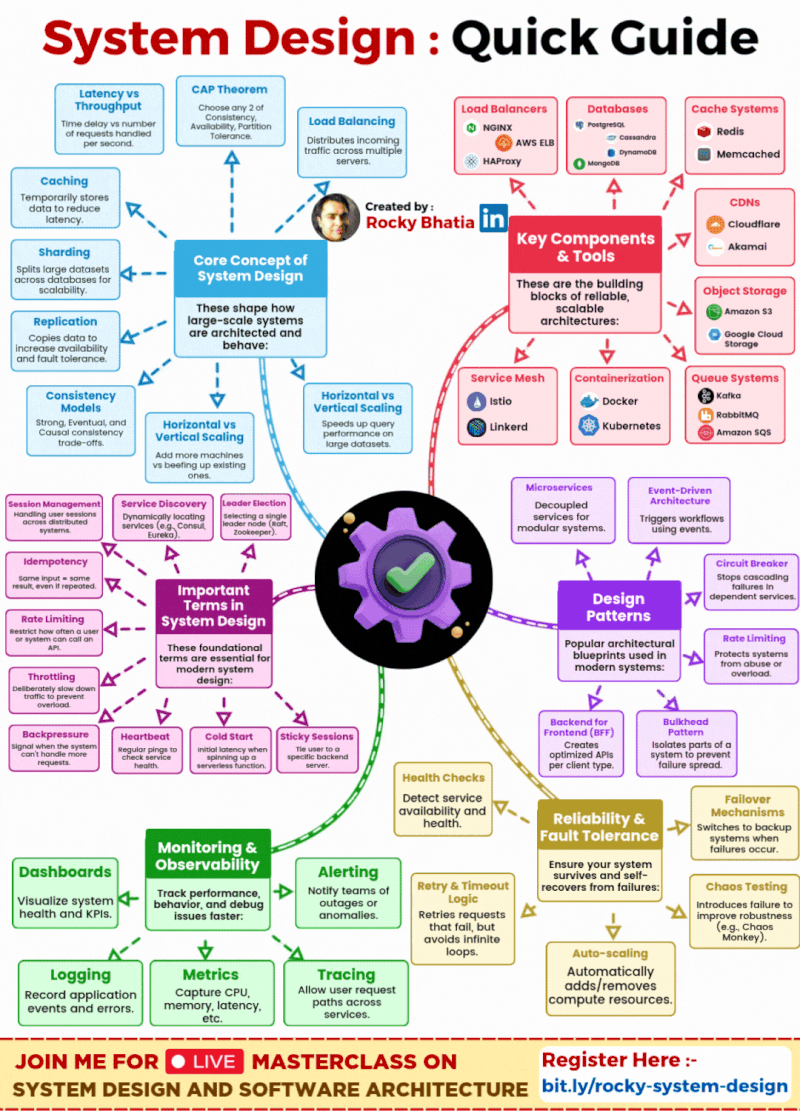 System Design : Quick Guide
Latency vs
Throughput
Time delay vs number
of requests handled
per second.
CAP Theorem
Choose any 2 of
Consistency,
Availability, Partition
Tolerance.
Load Balancing
Distributes incoming
traffic across multiple
servers.
Caching
Temporarily stores
data to reduce
latency.
Sharding
Splits large datasets
across databases for
scalability.
Replication
Copies data to
increase availability
and fault tolerance.
Consistency
Models
Strong, Eventual, and
Causal consistency
trade-offs.
Horizontal vs
Vertical Scaling
Add more machines
vs beefing up existing
ones.
Horizontal vs
Vertical Scaling
Speeds up query
performance on
large datasets.
Core Concept of
System Design
These shape how
large-scale systems
are architected and
behave:
Created by :
Rocky Bhatia
in
Load Balancers
NGINX
AWS ELB
HAProxy
Databases
PostgreSQL
Cassandra
DynamoDB
MongoDB
Cache Systems
Redis
Memcached
CDNs
Cloudflare
Akamai
Key Components
& Tools
These are the building
blocks of reliable,
scalable
architectures:
Object Storage
Amazon S3
Google Cloud
Storage
Service Mesh
Istio
Linkerd
Containerization
Docker
Kubernetes
Queue Systems
Kafka
RabbitMQ
Amazon SQS
Session Management
Handling user sessions
across distributed
systems.
Service Discovery
Dynamically locating
services (e.g., Consul,
Eureka).
Leader Election
Selecting a single
leader node (Raft,
Zookeeper).
Idempotency
Same input = same
result, even if repeated.
Rate Limiting
Restrict how often a user
or system can call an
API.
Throttling
Deliberately slow down
traffic to prevent
overload.
Backpressure
Signal when the system
can't handle more
requests.
Heartbeat
Regular pings to
check service
health.
Cold Start
Initial latency when
spinning up a
serverless function.
Sticky Sessions
Tie user to a
specific backend
server.
Important
Terms in
System Design
These foundational
terms are essential for
modern system
design:
Microservices
Decoupled
services for
modular systems.
Event-Driven
Architecture
Triggers workflows
using events.
Circuit Breaker
Stops cascading
failures in
dependent services.
Design
Patterns
Popular architectural
blueprints used in
modern systems:
Rate Limiting
Protects systems
from abuse or
overload.
Backend for
Frontend (BFF)
Creates
optimized APIs
per client type.
Bulkhead
Pattern
Isolates parts of a
system to prevent
failure spread.
Health Checks
Detect service
availability and
health.
Reliability &
Fault Tolerance
Ensure your system
survives and self-
recovers from failures:
Failover
Mechanisms
Switches to backup
systems when
failures occur.
Retry & Timeout
Logic
Retries requests
that fail, but
avoids infinite
loops.
Chaos Testing
Introduces failure to
improve robustness
(e.g., Chaos
Monkey).
Auto-scaling
Automatically
adds/removes
compute resources.
Monitoring &
Observability
Track performance,
behavior, and debug
issues faster:
Dashboards
Visualize system
health and KPIs.
Alerting
Notify teams of
outages or
anomalies.
Logging
Record application
events and errors.
Metrics
Capture CPU,
memory, latency,
etc.
Tracing
Allow user request
paths across
services.
JOIN ME FOR LIVE MASTERCLASS ON
SYSTEM DESIGN AND SOFTWARE ARCHITECTURE
Register Here :-
bit.ly/rocky-system-design